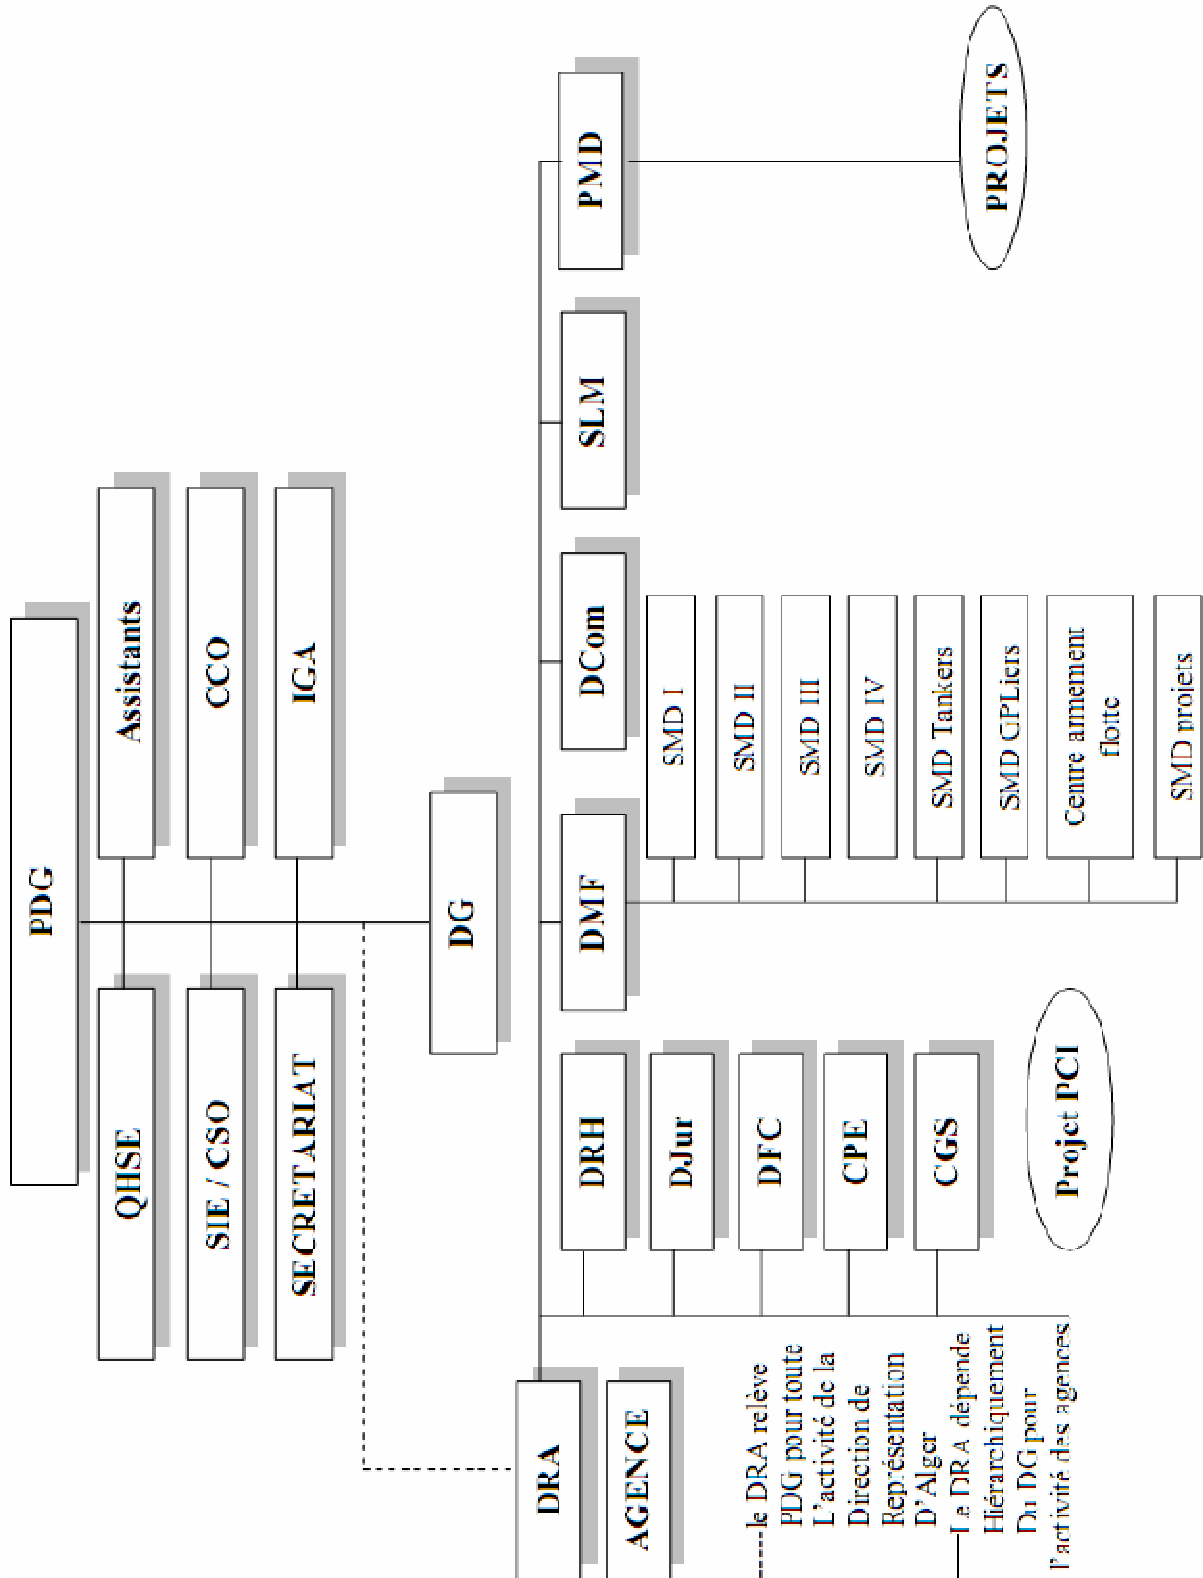 PDG
QHSE
Assistants
SIE / CSO
CCO
SECRETARIAT
IGA
DG
DRA
AGENCE
DRH
DJur
DFC
CPE
CGS
Projet PCI
DMF
DCom
SLM
PMD
SMD I
SMD II
SMD III
SMD IV
SMD Tankers
SMD GPLiers
Centre armement
flotte
SMD projets
PROJETS
le DRA relève
PDG pour toute
L'activité de la
Direction de
Représentation
D'Alger
Le DRA dépende
Hiérarchiquement
Du DG pour
l'activité des agences